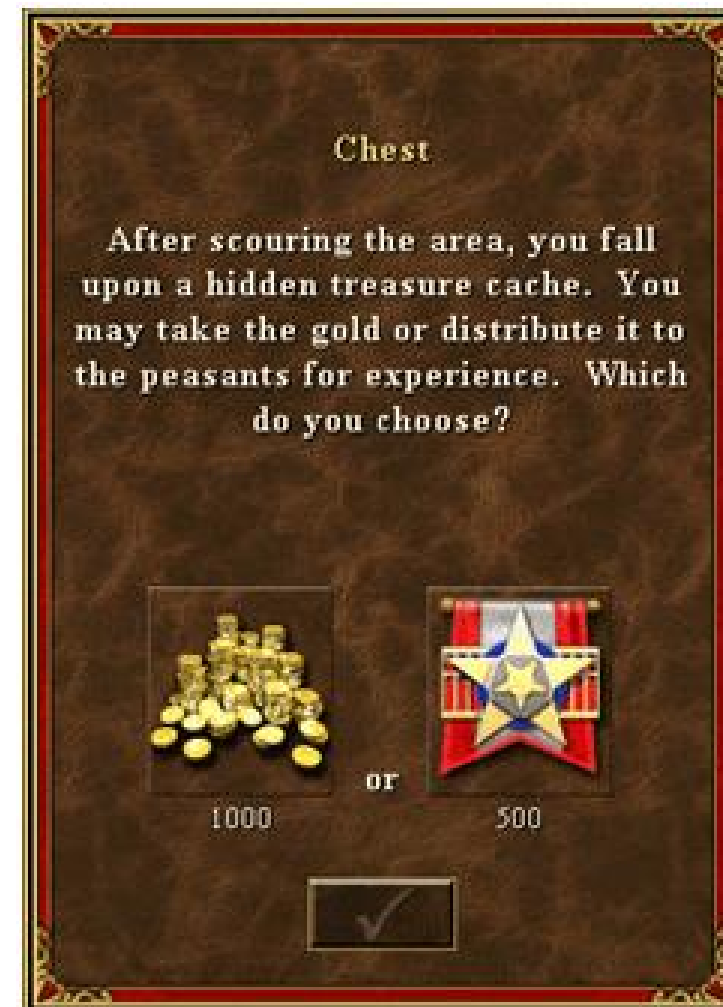 Chest
After scouring the area, you fall
upon a hidden treasure cache.  You
may take the gold or distribute it to
the peasants for experience.  Which
do you choose?
or
1000
500